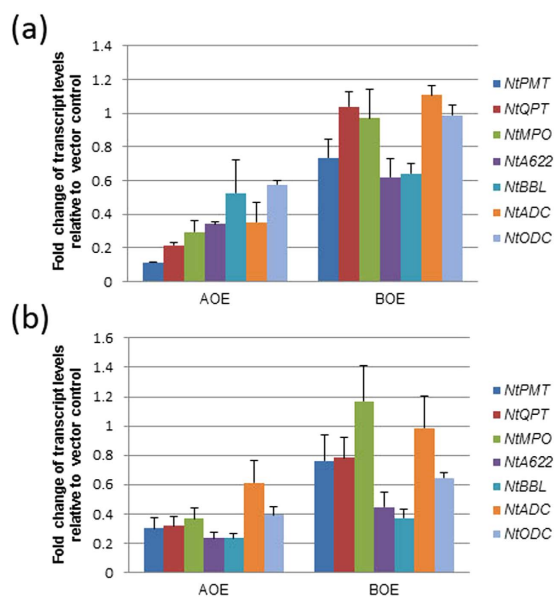 (a)
Fold change of transcript levels
relative to vector control
1.4
1.2
1
0.8
0.6
0.4
0.2
0
AOE
BOE
NtPMT
NtQPT
NtMPO
NtA622
NtBBL
NtADC
NtODC
(b)
Fold change of transcript levels
relative to vector control
1.6
1.4
1.2
1
0.8
0.6
0.4
0.2
0
AOE
BOE
NtPMT
NtQPT
NtMPO
NtA622
NtBBL
NtADC
NtODC